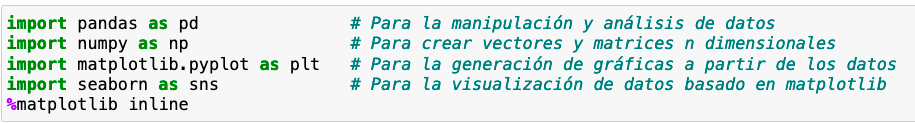 import pandas as pd # Para la manipulación y análisis de datos
import numpy as np # Para crear vectores y matrices n dimensionales
import matplotlib.pyplot as plt # Para la generación de gráficas a partir de los datos
import seaborn as sns # Para la visualización de datos basado en matplotlib
%matplotlib inline